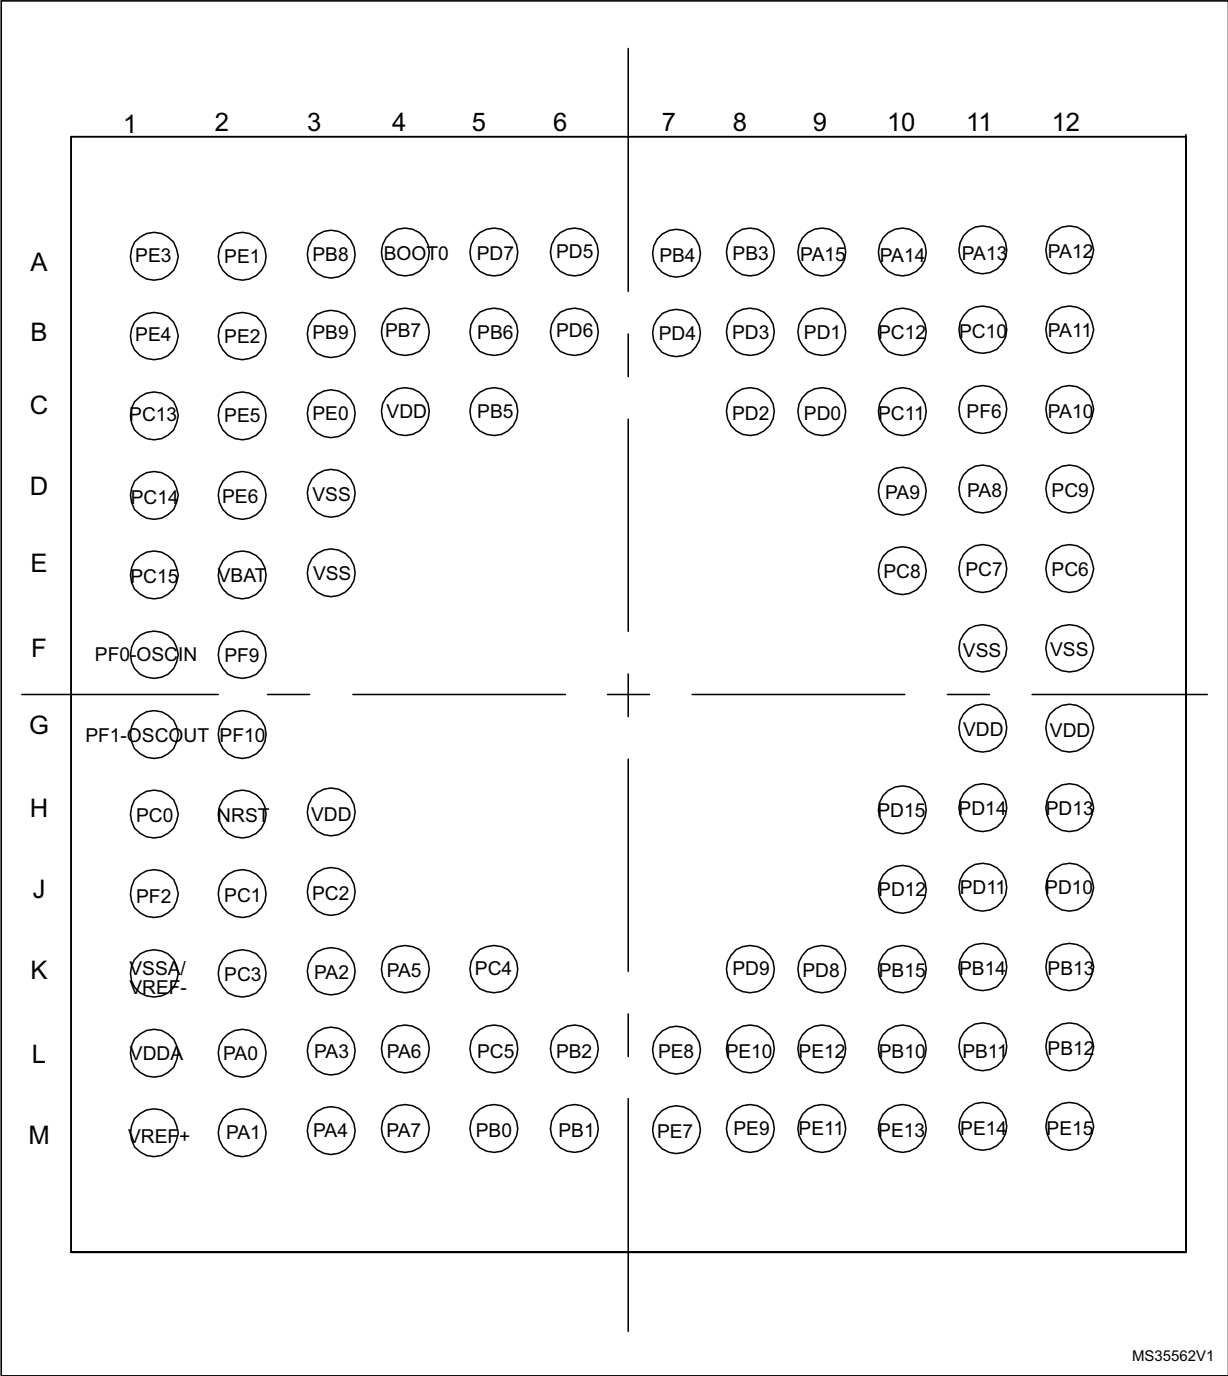 1 2 3 4 5 6 7 8 9 10 11 12
A PE3 PE1 PB8 BOOT0 PD7 PD5 PB4 PB3 PA15 PA14 PA13 PA12
B PE4 PE2 PB9 PB7 PB6 PD6 PD4 PD3 PD1 PC12 PC10 PA11
C PC13 PE5 PE0 VDD PB5 PD2 PD0 PC11 PF6 PA10
D PC14 PE6 VSS PA9 PA8 PC9
E PC15 VBAT VSS PC8 PC7 PC6
F PF0-OSCIN PF9 VSS VSS
G PF1-OSCOUT PF10 VDD VDD
H PC0 NRST VDD PD15 PD14 PD13
J PF2 PC1 PC2 PD12 PD11 PD10
K VSSA/ VREF- PC3 PA2 PA5 PC4 PD9 PD8 PB15 PB14 PB13
L VDDA PA0 PA3 PA6 PC5 PB2 PE8 PE10 PE12 PB10 PB11 PB12
M VREF+ PA1 PA4 PA7 PB0 PB1 PE7 PE9 PE11 PE13 PE14 PE15
MS35562V1